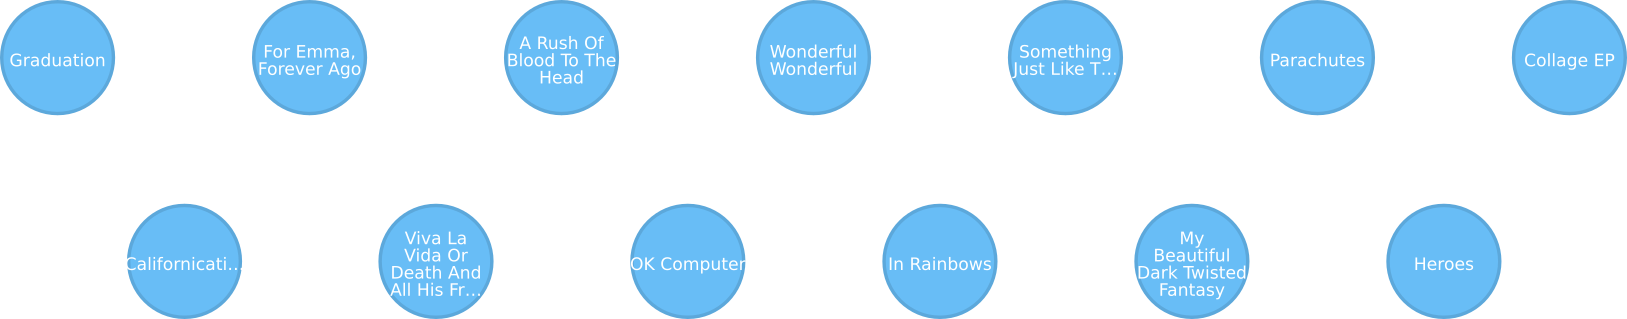 Graduation
For Emma,
Forever Ago
A Rush Of
Blood To The
Head
Wonderful
Wonderful
Something
Just Like T…
Parachutes
Collage EP
Californicati…
Viva La
Vida Or
Death And
All His Fr…
OK Computer
In Rainbows
My
Beautiful
Dark Twisted
Fantasy
Heroes